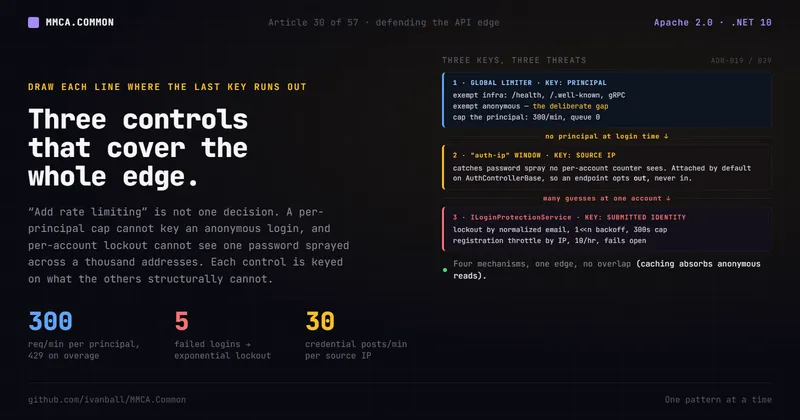 MMCA.COMMON
Article 30 of 57 · defending the API edge
Apache 2.0 · .NET 10
DRAW EACH LINE WHERE THE LAST KEY RUNS OUT
Three controls
that cover the
whole edge.
"Add rate limiting" is not one decision. A per-
principal cap cannot key an anonymous login, and
per-account lockout cannot see one password sprayed
across a thousand addresses. Each control is keyed
on what the others structurally cannot.
300
req/min per principal,
429 on overage
5
failed logins →
exponential lockout
30
credential posts/min
per source IP
THREE KEYS, THREE THREATS
ADR-019 / 029
1 · GLOBAL LIMITER · KEY: PRINCIPAL
exempt infra: /health, /.well-known, gRPC
exempt anonymous — the deliberate gap
cap the principal: 300/min, queue 0
no principal at login time ↓
2 · "auth-ip" WINDOW · KEY: SOURCE IP
catches password spray no per-account counter sees. Attached by default
on AuthControllerBase, so an endpoint opts out, never in.
many guesses at one account ↓
3 · ILoginProtectionService · KEY: SUBMITTED IDENTITY
lockout by normalized email, 1<<n backoff, 300s cap
registration throttle by IP, 10/hr, fails open
Four mechanisms, one edge, no overlap (caching absorbs anonymous
reads).
github.com/ivanball/MMCA.Common
One pattern at a time